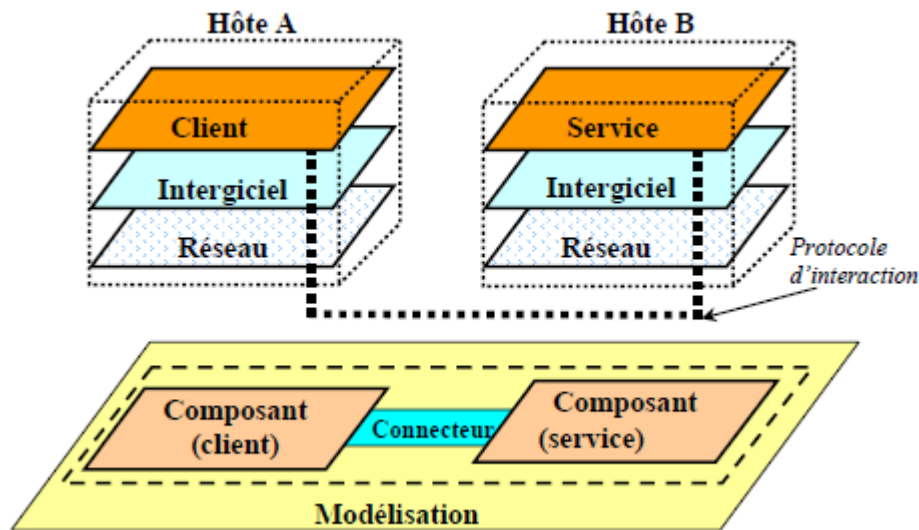 Hôte A
Hôte B
Client
Service
Intergiciel
Intergiciel
Réseau
Réseau
Protocole
d'interaction
Composant
(client)
Connecteur
Composant
(service)
Modélisation